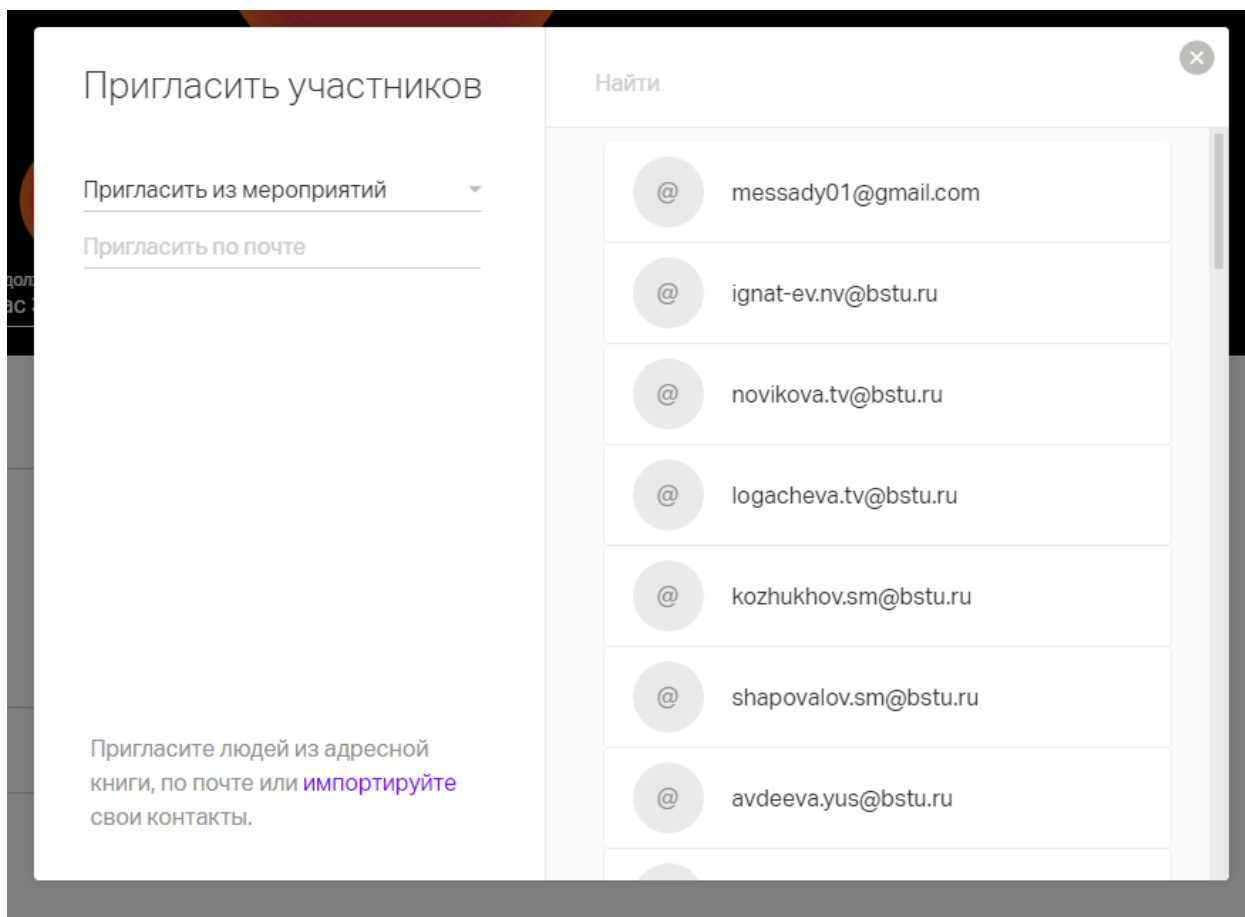 Пригласить участников
Найти
Пригласить из мероприятий
Пригласить по почте
@ messady01@gmail.com
@ ignat-ev.nv@bstu.ru
@ novikova.tv@bstu.ru
@ logacheva.tv@bstu.ru
@ kozhukhov.sm@bstu.ru
@ shapovalov.sm@bstu.ru
@ avdeeva.yus@bstu.ru
Пригласите людей из адресной
книги, по почте или импортируйте
свои контакты.